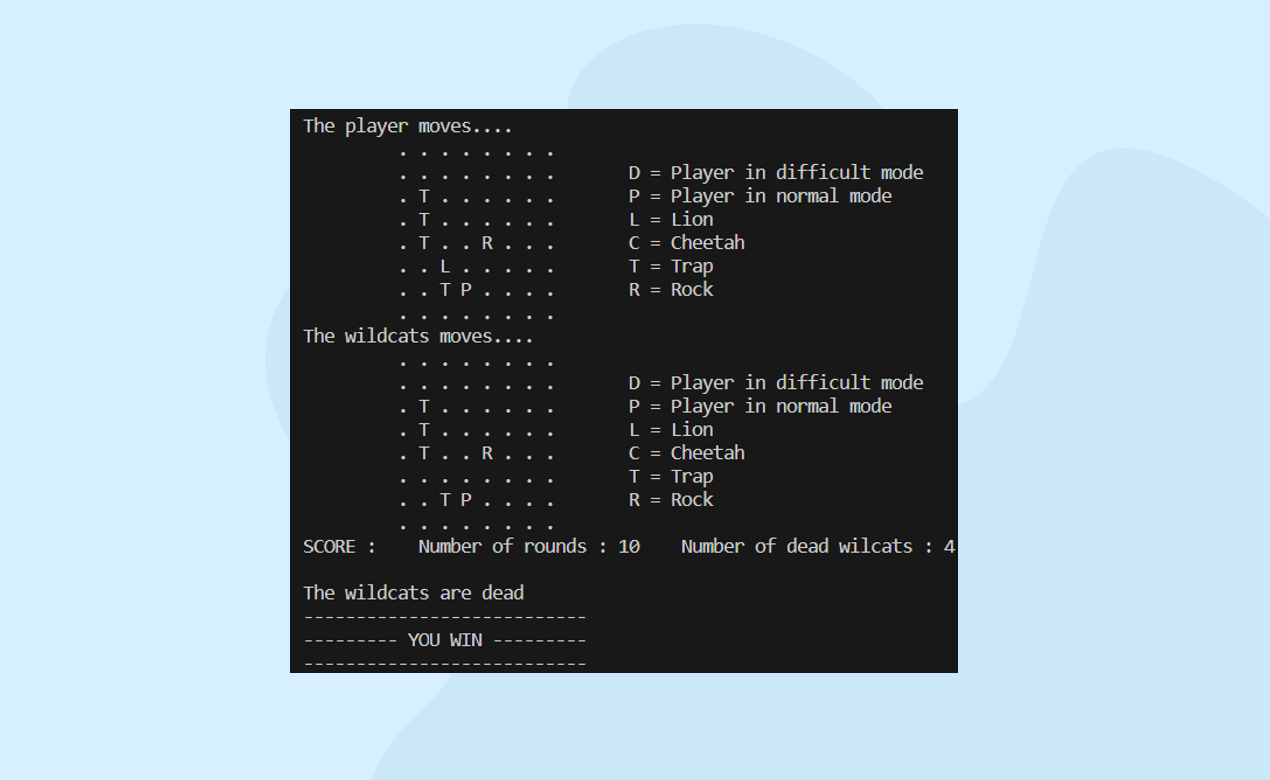 The player moves....
. . . . . . . .
. . . . . . . . D = Player in difficult mode
. T . . . . . . P = Player in normal mode
. T . . . . . . L = Lion
. T . . R . . . C = Cheetah
. . L . . . . . T = Trap
. . T P . . . . R = Rock
. . . . . . . .
The wildcats moves....
. . . . . . . .
. . . . . . . . D = Player in difficult mode
. T . . . . . . P = Player in normal mode
. T . . . . . . L = Lion
. T . . R . . . C = Cheetah
. . . . . . . . T = Trap
. . T P . . . . R = Rock
. . . . . . . .
SCORE : Number of rounds : 10 Number of dead wilcats : 4
The wildcats are dead
---------------------------
--------- YOU WIN ---------
---------------------------